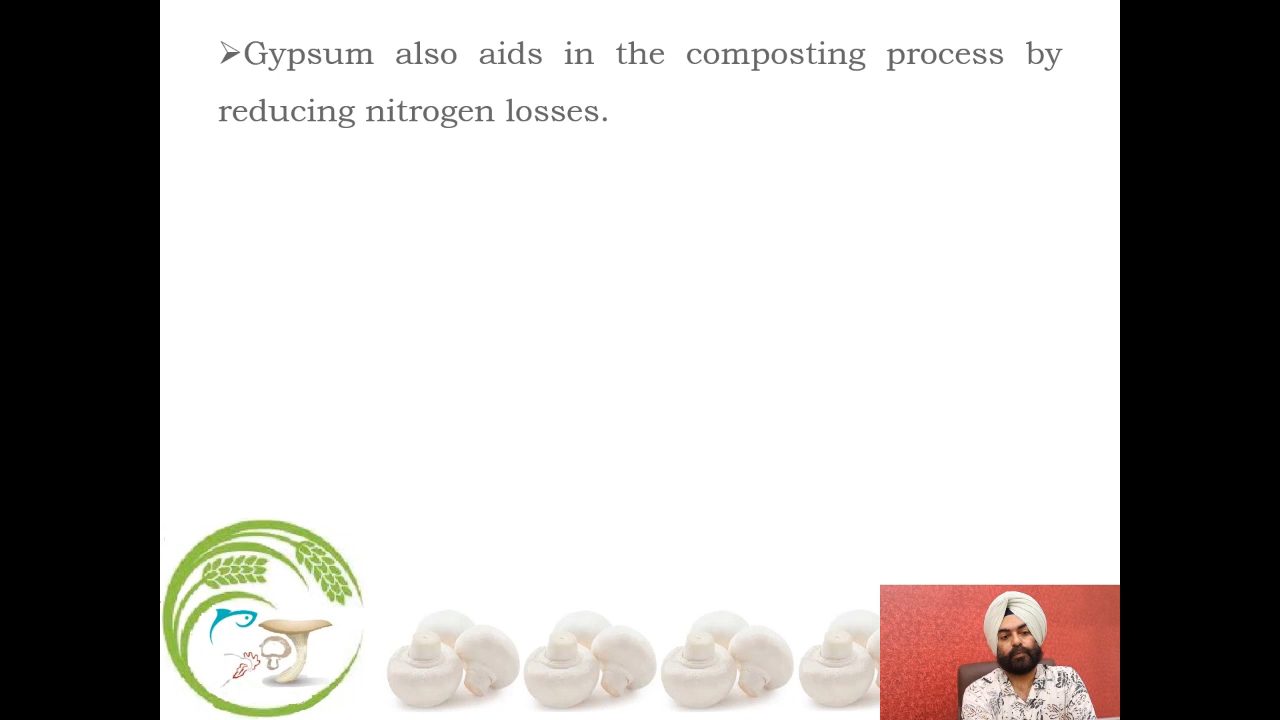 ➢Gypsum also aids in the composting process by
reducing nitrogen losses.